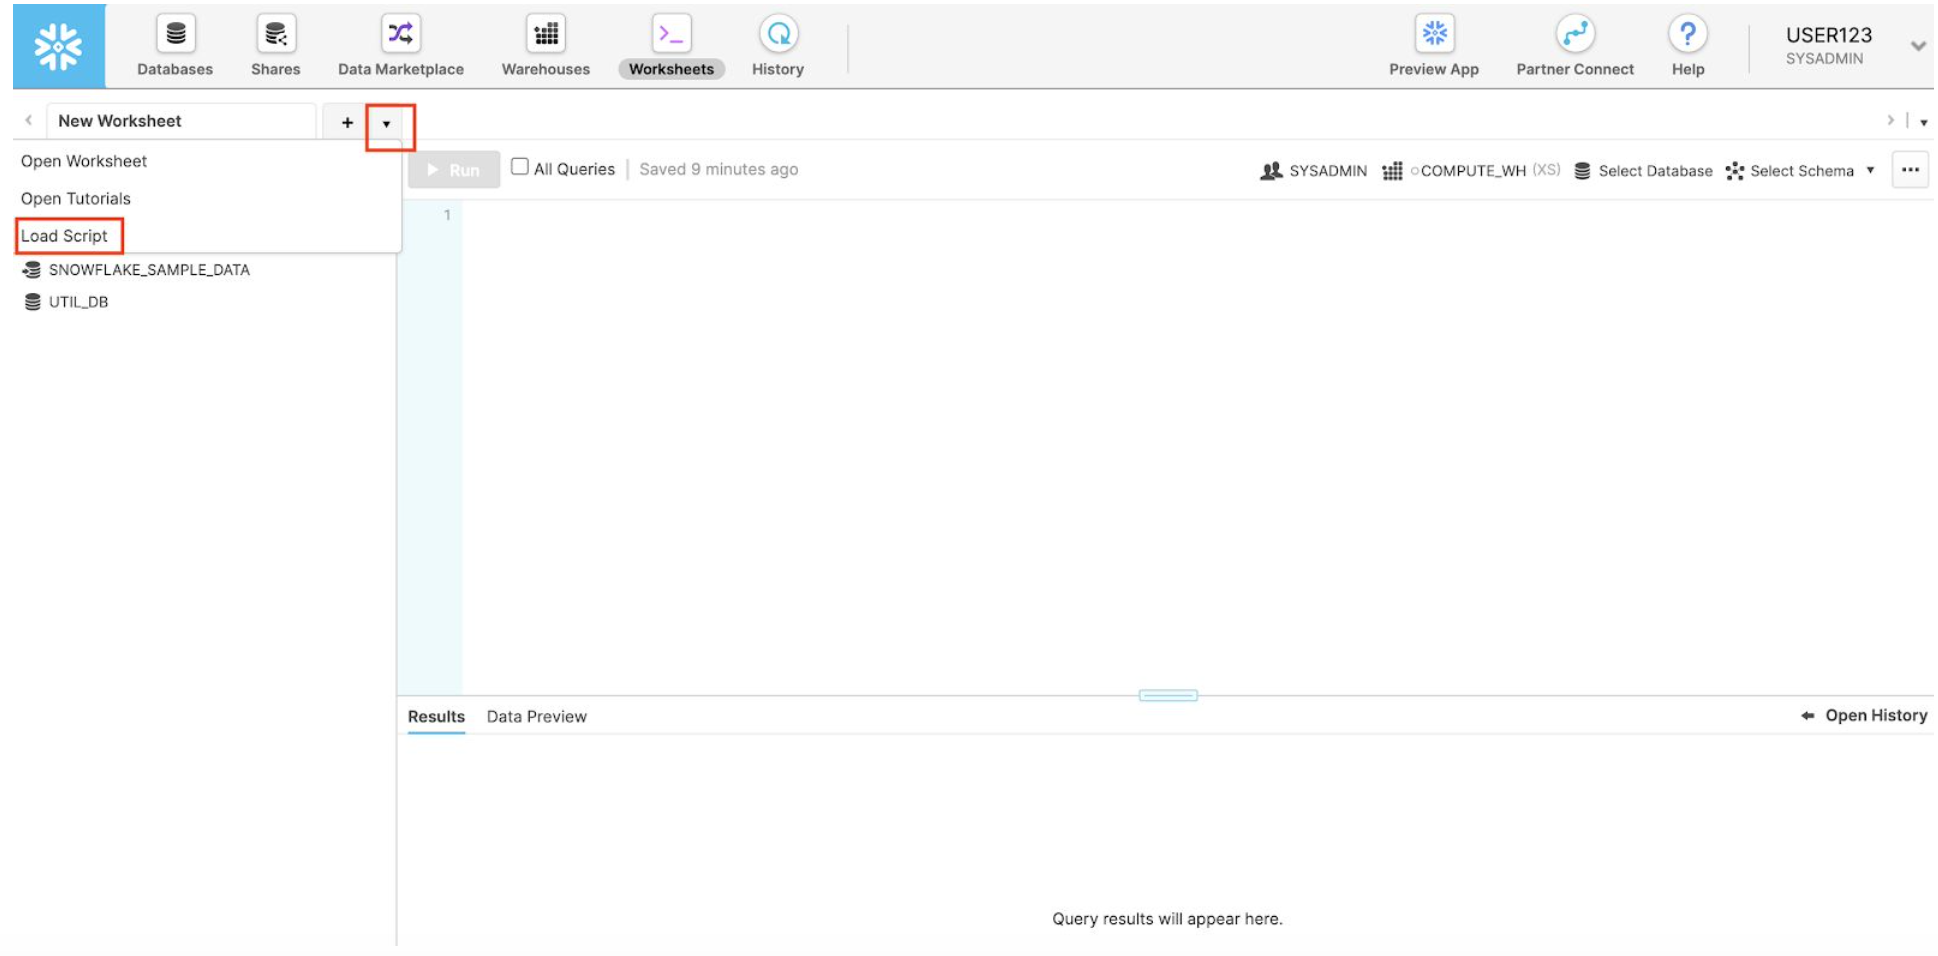 Databases
Shares
Data Marketplace
Warehouses
Worksheets
History
Preview App
Partner Connect
Help
USER123
SYSADMIN
New Worksheet
+
Open Worksheet
Open Tutorials
Load Script
SNOWFLAKE_SAMPLE_DATA
UTIL_DB
Run
All Queries
Saved 9 minutes ago
SYSADMIN
COMPUTE_WH (XS)
Select Database
Select Schema
1
Results
Data Preview
Open History
Query results will appear here.